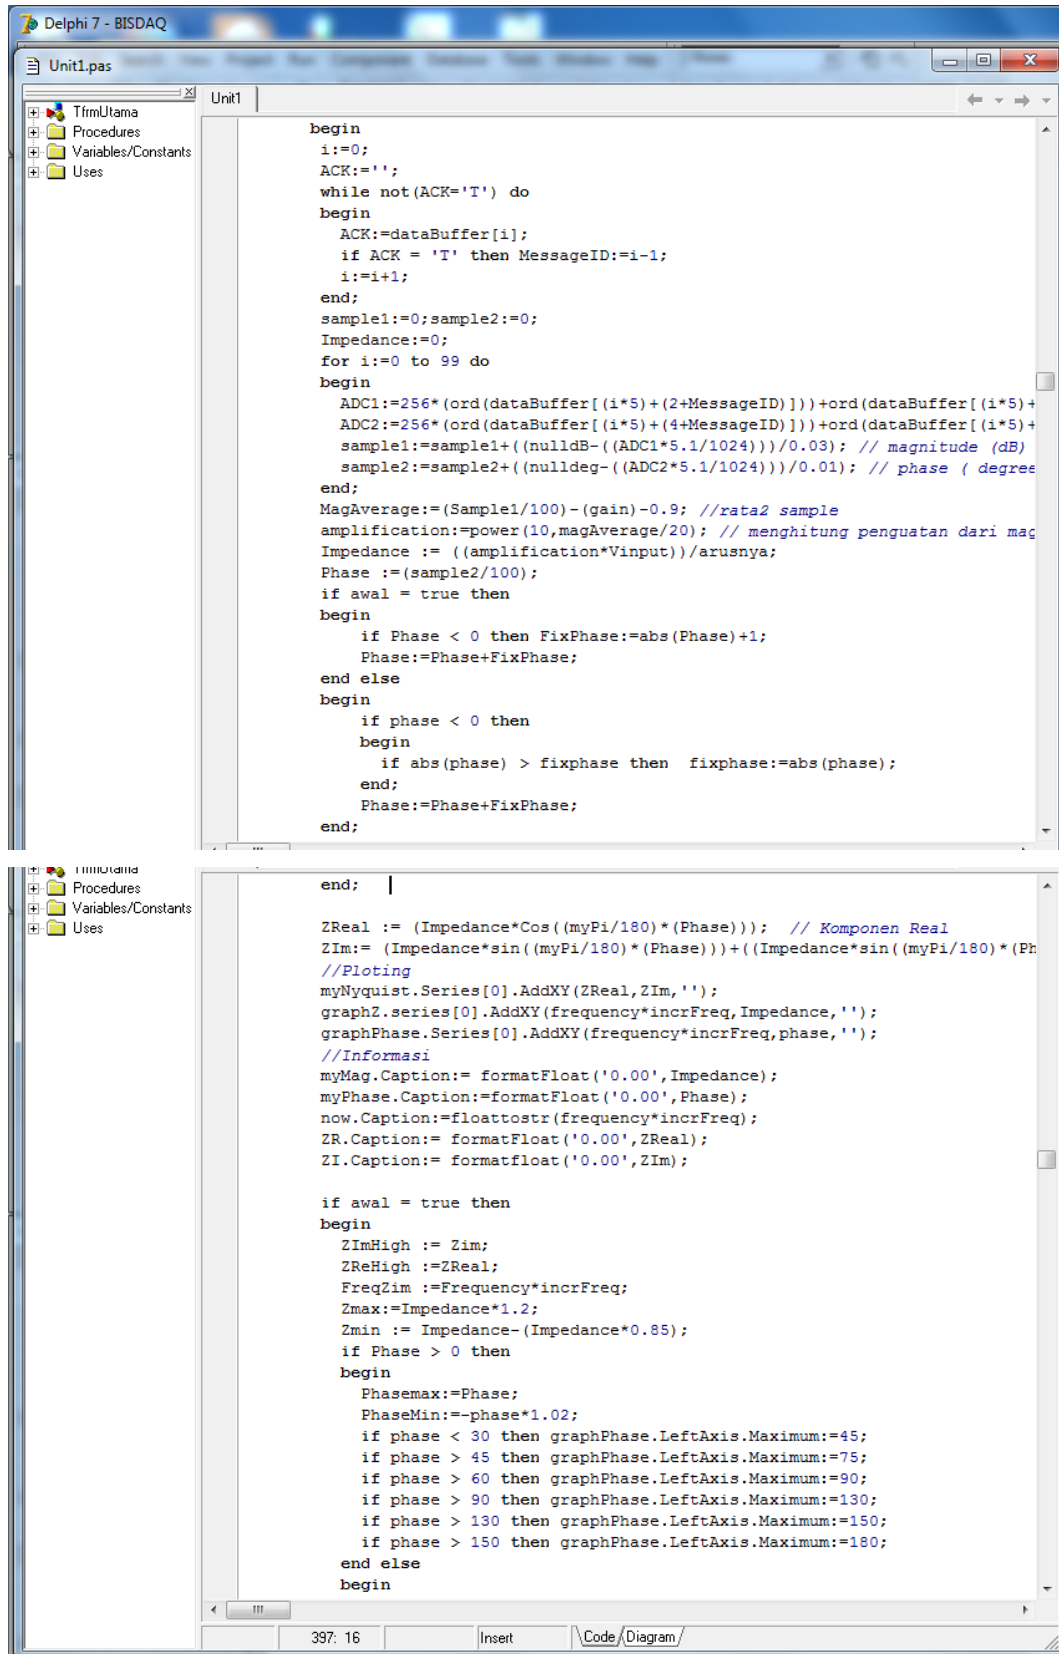 Delphi 7 - BISDAQ
Unit1.pas
Unit1
TfrmUtama
Procedures
Variables/Constants
Uses
begin
i:=0;
ACK:='';
while not(ACK='T') do
begin
ACK:=dataBuffer[i];
if ACK = 'T' then MessageID:=i-1;
i:=i+1;
end;
sample1:=0;sample2:=0;
Impedance:=0;
for i:=0 to 99 do
begin
ADC1:=256*(ord(dataBuffer[(i*5)+(2+MessageID)]))+ord(dataBuffer[(i*5)+
ADC2:=256*(ord(dataBuffer[(i*5)+(4+MessageID)]))+ord(dataBuffer[(i*5)+
sample1:=sample1+((nulldB-((ADC1*5.1/1024)))/0.03); // magnitude (dB)
sample2:=sample2+((nulldeg-((ADC2*5.1/1024)))/0.01); // phase ( degree
end;
MagAverage:=(Sample1/100)-(gain)-0.9; //rata2 sample
amplification:=power(10,magAverage/20); // menghitung penguatan dari mag
Impedance := ((amplification*Vinput))/arusnya;
Phase :=(sample2/100);
if awal = true then
begin
if Phase < 0 then FixPhase:=abs(Phase)+1;
Phase:=Phase+FixPhase;
end else
begin
if phase < 0 then
begin
if abs(phase) > fixphase then  fixphase:=abs(phase);
end;
Phase:=Phase+FixPhase;
end;
TfrmUtama
Procedures
Variables/Constants
Uses
end;
ZReal := (Impedance*Cos((myPi/180)*(Phase)));  // Komponen Real
ZIm:= (Impedance*sin((myPi/180)*(Phase)))+((Impedance*sin((myPi/180)*(Ph
//Ploting
myNyquist.Series[0].AddXY(ZReal,ZIm,'');
graphZ.series[0].AddXY(frequency*incrFreq,Impedance,'');
graphPhase.Series[0].AddXY(frequency*incrFreq,phase,'');
//Informasi
myMag.Caption:= formatFloat('0.00',Impedance);
myPhase.Caption:=formatFloat('0.00',Phase);
now.Caption:=floattostr(frequency*incrFreq);
ZR.Caption:= formatFloat('0.00',ZReal);
ZI.Caption:= formatfloat('0.00',ZIm);
if awal = true then
begin
ZImHigh := Zim;
ZReHigh :=ZReal;
FreqZim :=Frequency*incrFreq;
Zmax:=Impedance*1.2;
Zmin := Impedance-(Impedance*0.85);
if Phase > 0 then
begin
Phasemax:=Phase;
PhaseMin:=-phase*1.02;
if phase < 30 then graphPhase.LeftAxis.Maximum:=45;
if phase > 45 then graphPhase.LeftAxis.Maximum:=75;
if phase > 60 then graphPhase.LeftAxis.Maximum:=90;
if phase > 90 then graphPhase.LeftAxis.Maximum:=130;
if phase > 130 then graphPhase.LeftAxis.Maximum:=150;
if phase > 150 then graphPhase.LeftAxis.Maximum:=180;
end else
begin
397: 16
Insert
Code
Diagram